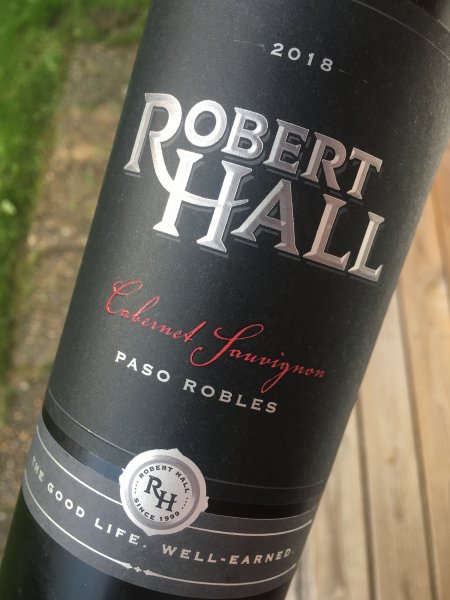 2018
ROBERT
HALL
Cabernet Sauvignon
PASO ROBLES
ROBERT HALL
RH
SINCE 1999
THE GOOD LIFE WELL-EARNED.